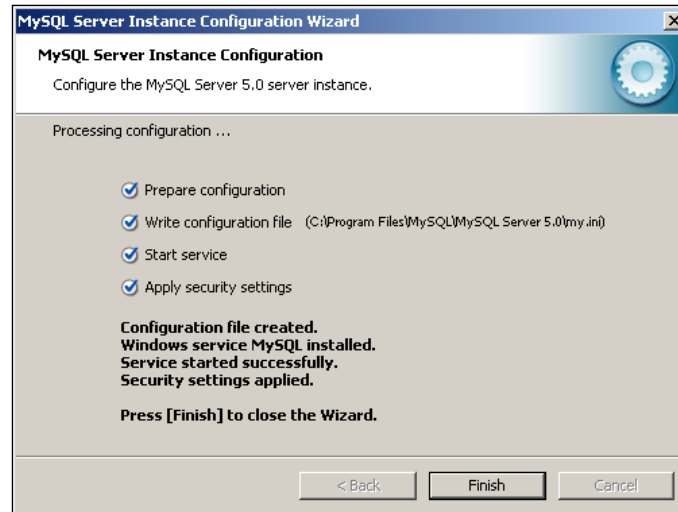 MySQL Server Instance Configuration Wizard
MySQL Server Instance Configuration
Configure the MySQL Server 5.0 server instance.
Processing configuration ...
Prepare configuration
Write configuration file (C:\Program Files\MySQL\MySQL Server 5.0\my.ini)
Start service
Apply security settings
Configuration file created.
Windows service MySQL installed.
Service started successfully.
Security settings applied.
Press [Finish] to close the Wizard.
< Back Finish Cancel